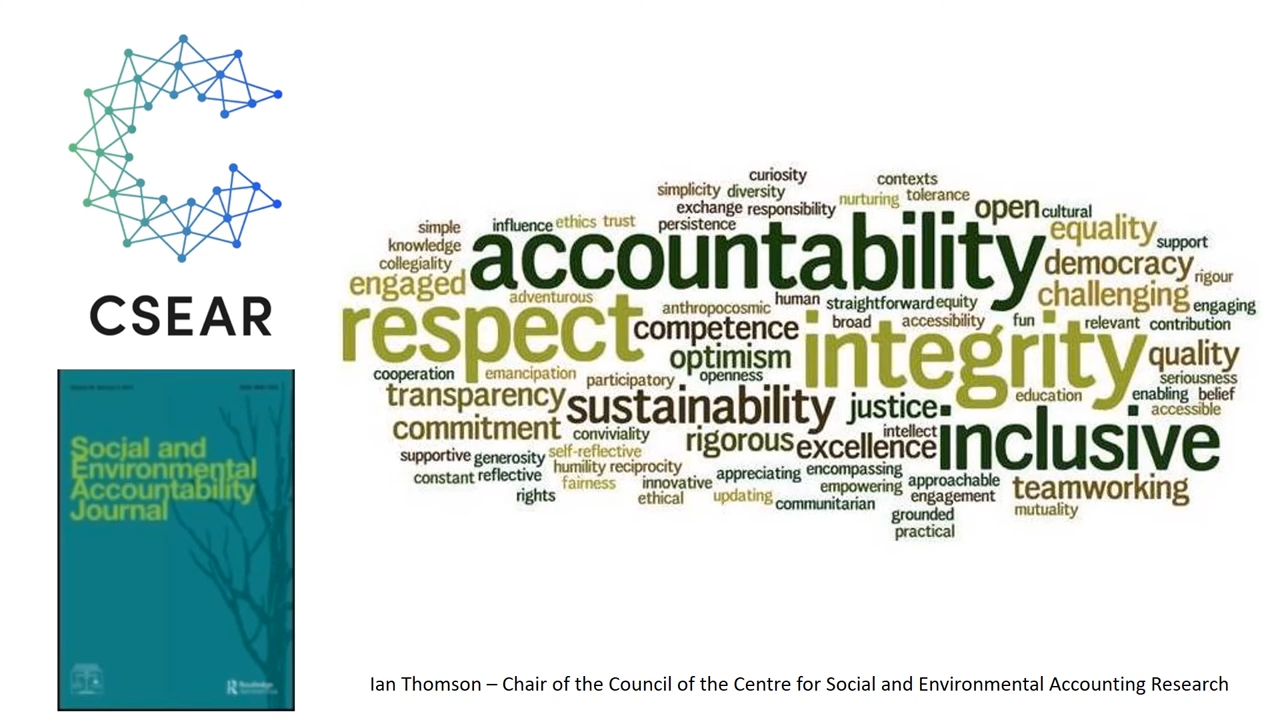 CSEAR
Social and
Environmental
Accountability
Journal
Routledge
curiosity
contexts
simplicity diversity
nurturing tolerance
exchange responsibility
open cultural
simple
influence ethics trust
persistence
equality
knowledge
accountability
support
collegiality
democracy
rigour
engaged
adventurous
challenging
engaging
anthropocosmic human straightforward equity
respect
competence
broad accessibility fun relevant contribution
optimism
integrity
quality
cooperation emancipation
participatory openness
seriousness
transparency
education
enabling belief
sustainability
justice
accessible
commitment
conviviality
rigorous
excellence
intellect
inclusive
supportive generosity self-reflective
humility reciprocity
appreciating encompassing
constant reflective
fairness innovative
empowering approachable
teamworking
rights
ethical updating communitarian
engagement
mutuality
grounded
practical
Ian Thomson – Chair of the Council of the Centre for Social and Environmental Accounting Research